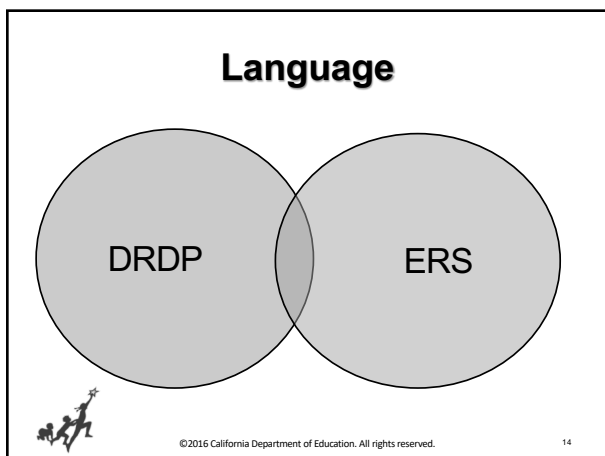 Language
DRDP
ERS
©2016 California Department of Education. All rights reserved.
14